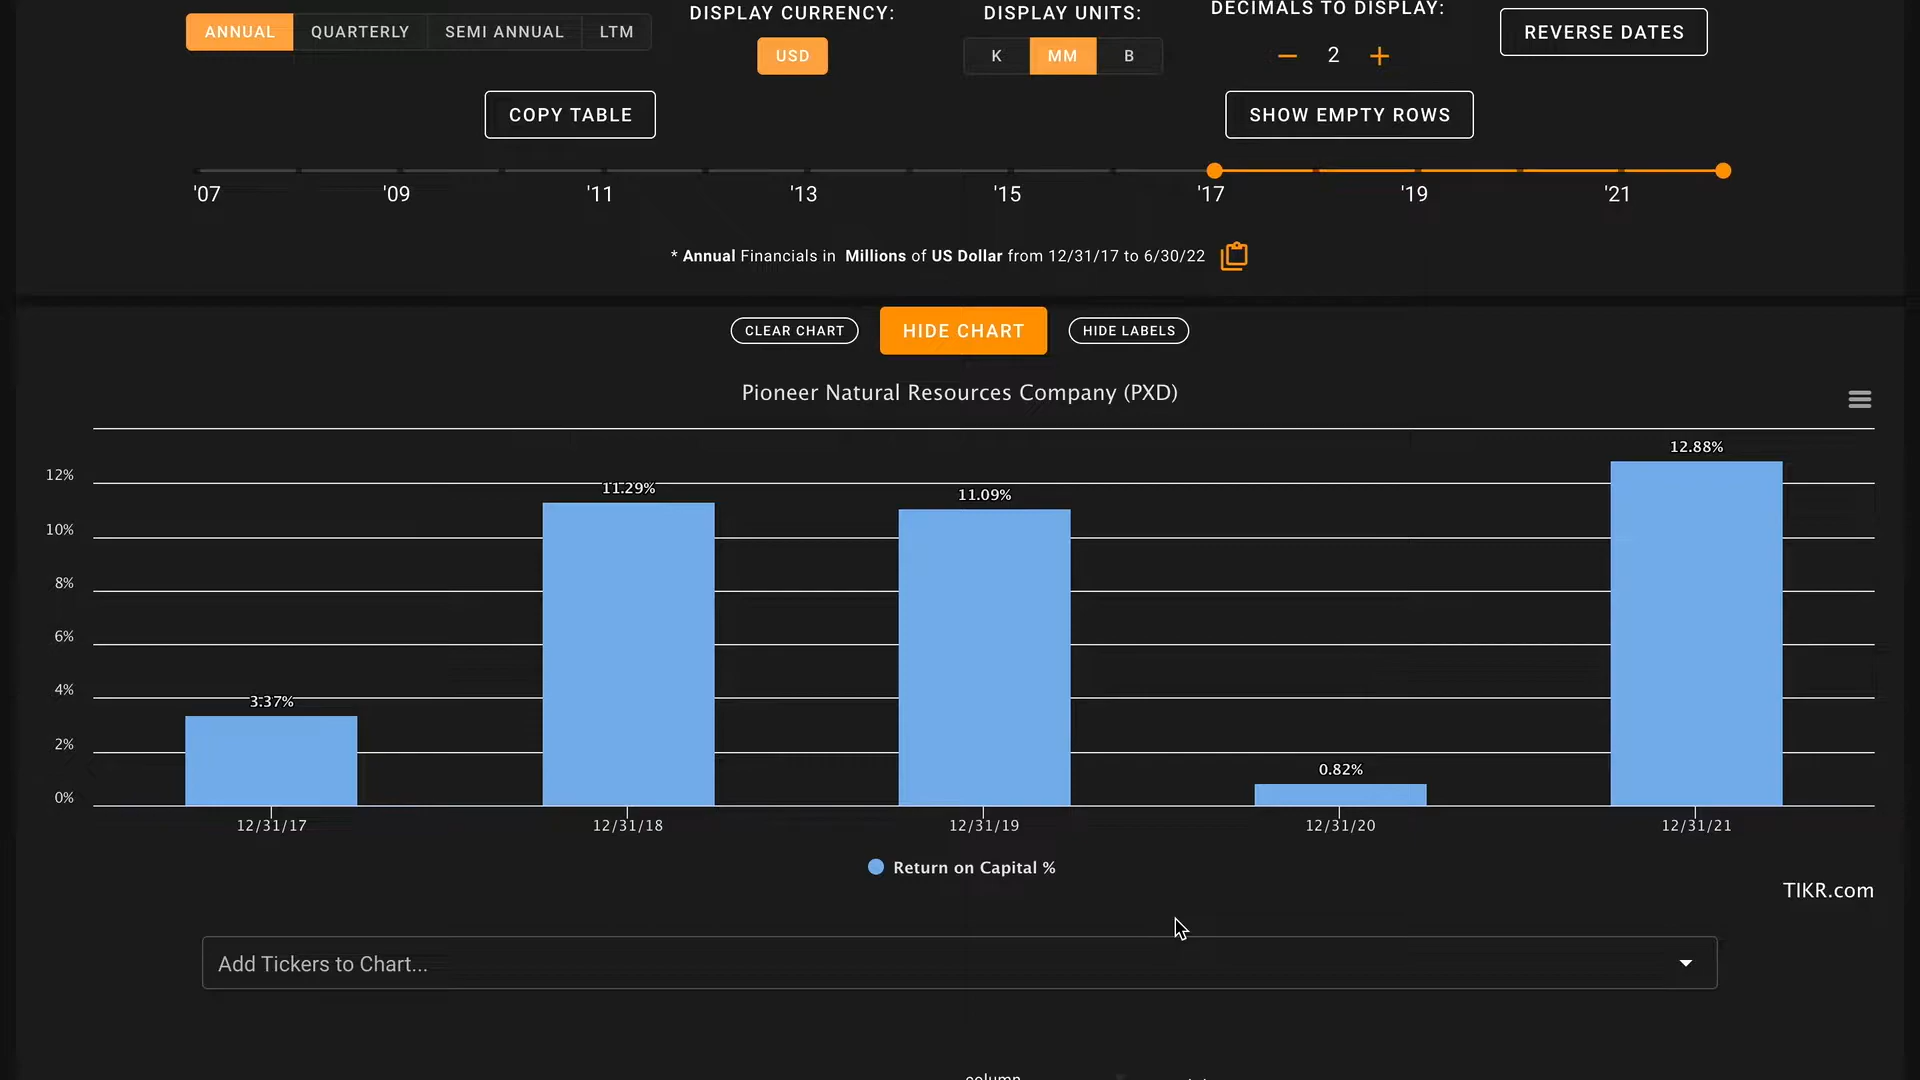 DISPLAY CURRENCY:
DISPLAY UNITS:
DECIMALS TO DISPLAY:
ANNUAL QUARTERLY SEMI ANNUAL LTM
USD
K MM B
2
REVERSE DATES
COPY TABLE
SHOW EMPTY ROWS
'07 '09 '11 '13 '15 '17 '19 '21
* Annual Financials in Millions of US Dollar from 12/31/17 to 6/30/22
CLEAR CHART HIDE CHART HIDE LABELS
Pioneer Natural Resources Company (PXD)
12%
10%
8%
6%
4%
2%
0%
3.37%
11.29%
11.09%
0.82%
12.88%
12/31/17 12/31/18 12/31/19 12/31/20 12/31/21
Return on Capital %
TIKR.com
Add Tickers to Chart...
column